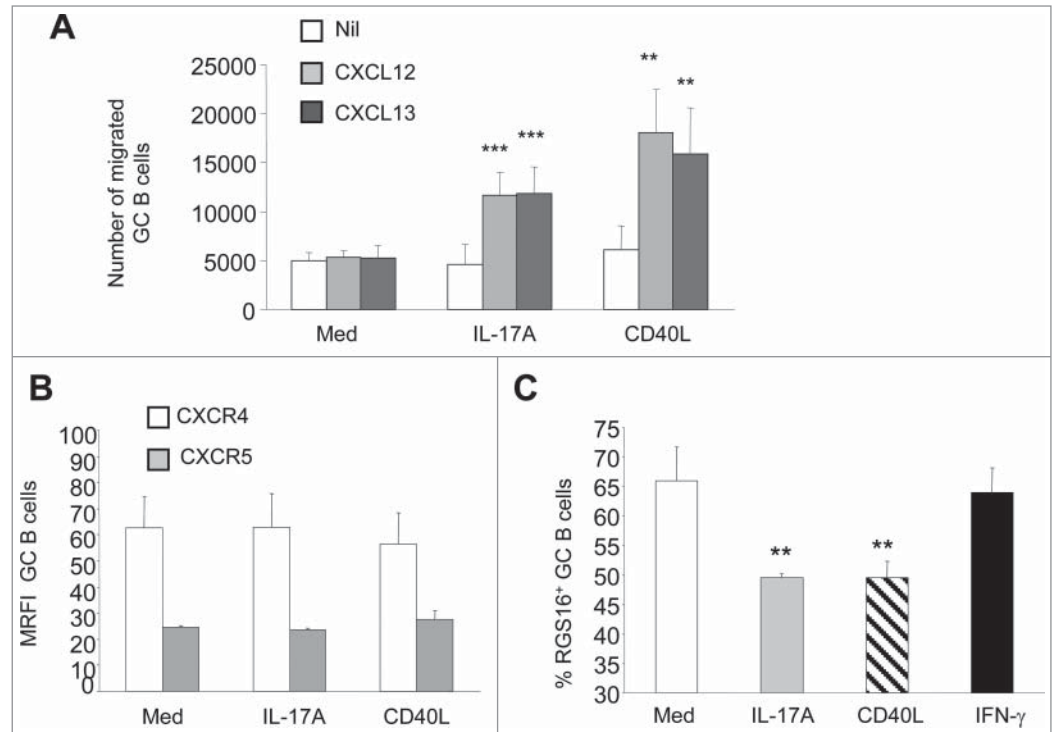 A
Nil
CXCL12
CXCL13
Number of migrated
GC B cells
25000
20000
15000
10000
5000
0
***
***
**
**
Med
IL-17A
CD40L
B
CXCR4
CXCR5
MRFI GC B cells
100
90
80
70
60
50
40
30
20
10
0
Med
IL-17A
CD40L
C
% RGS16⁺ GC B cells
75
65
60
55
50
45
40
35
30
**
**
Med
IL-17A
CD40L
IFN-γ